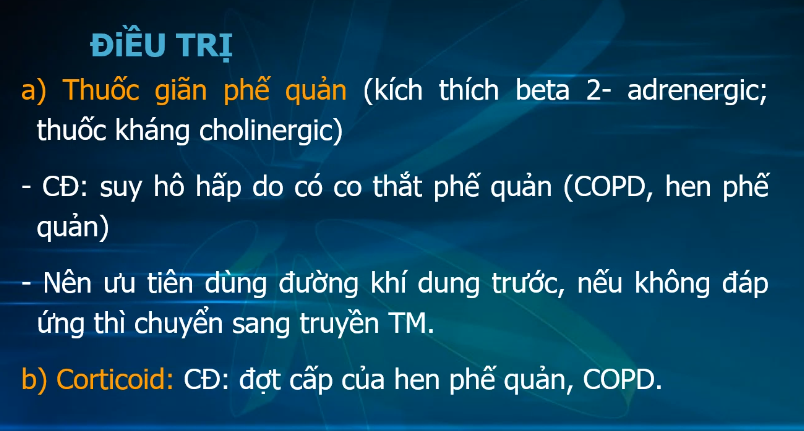 ĐiỀU TRỊ
a) Thuốc giãn phế quản (kích thích beta 2- adrenergic;
thuốc kháng cholinergic)
- CĐ: suy hô hấp do có co thắt phế quản (COPD, hen phế
quản)
- Nên ưu tiên dùng đường khí dung trước, nếu không đáp
ứng thì chuyển sang truyền TM.
b) Corticoid: CĐ: đợt cấp của hen phế quản, COPD.